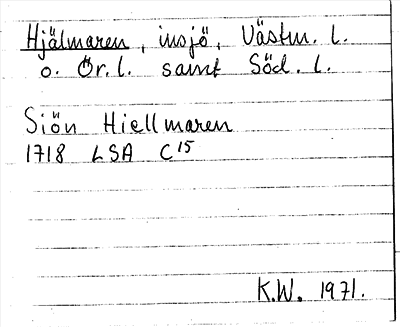 Hjälmaren, insjö, Västm. l.
o. Ör. l. samt Söd. l.
Siön Hiellmaren
1718 LSA C15
K.W. 1971.